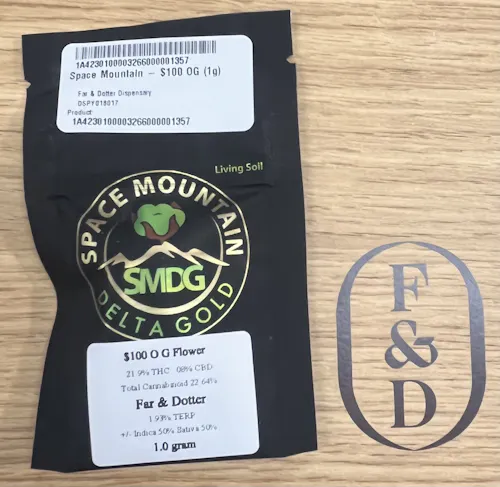 1A4230100003266000001357
Space Mountain – $100 OG (1g)
Far & Dotter Dispensary
DSPY018017
Product:
1A4230100003266000001357
Living Soil
SPACE MOUNTAIN
SMDG
DELTA GOLD
$100 O G Flower
21.9% THC .08% CBD
Total Cannabinoid 22.64%
Far & Dotter
1.93% TERP
+/- Indica 50% Sativa 50%
1.0 gram
F
&
D